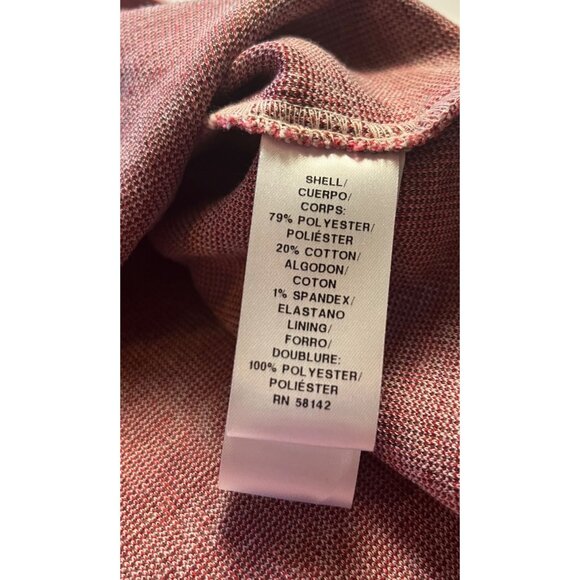 SHELL/
CUERPO/
CORPS:
79% POLYESTER/
POLIÉSTER
20% COTTON/
ALGODON/
COTON
1% SPANDEX/
ELASTANO
LINING/
FORRO/
DOUBLURE:
100% POLYESTER/
POLIÉSTER
RN 58142